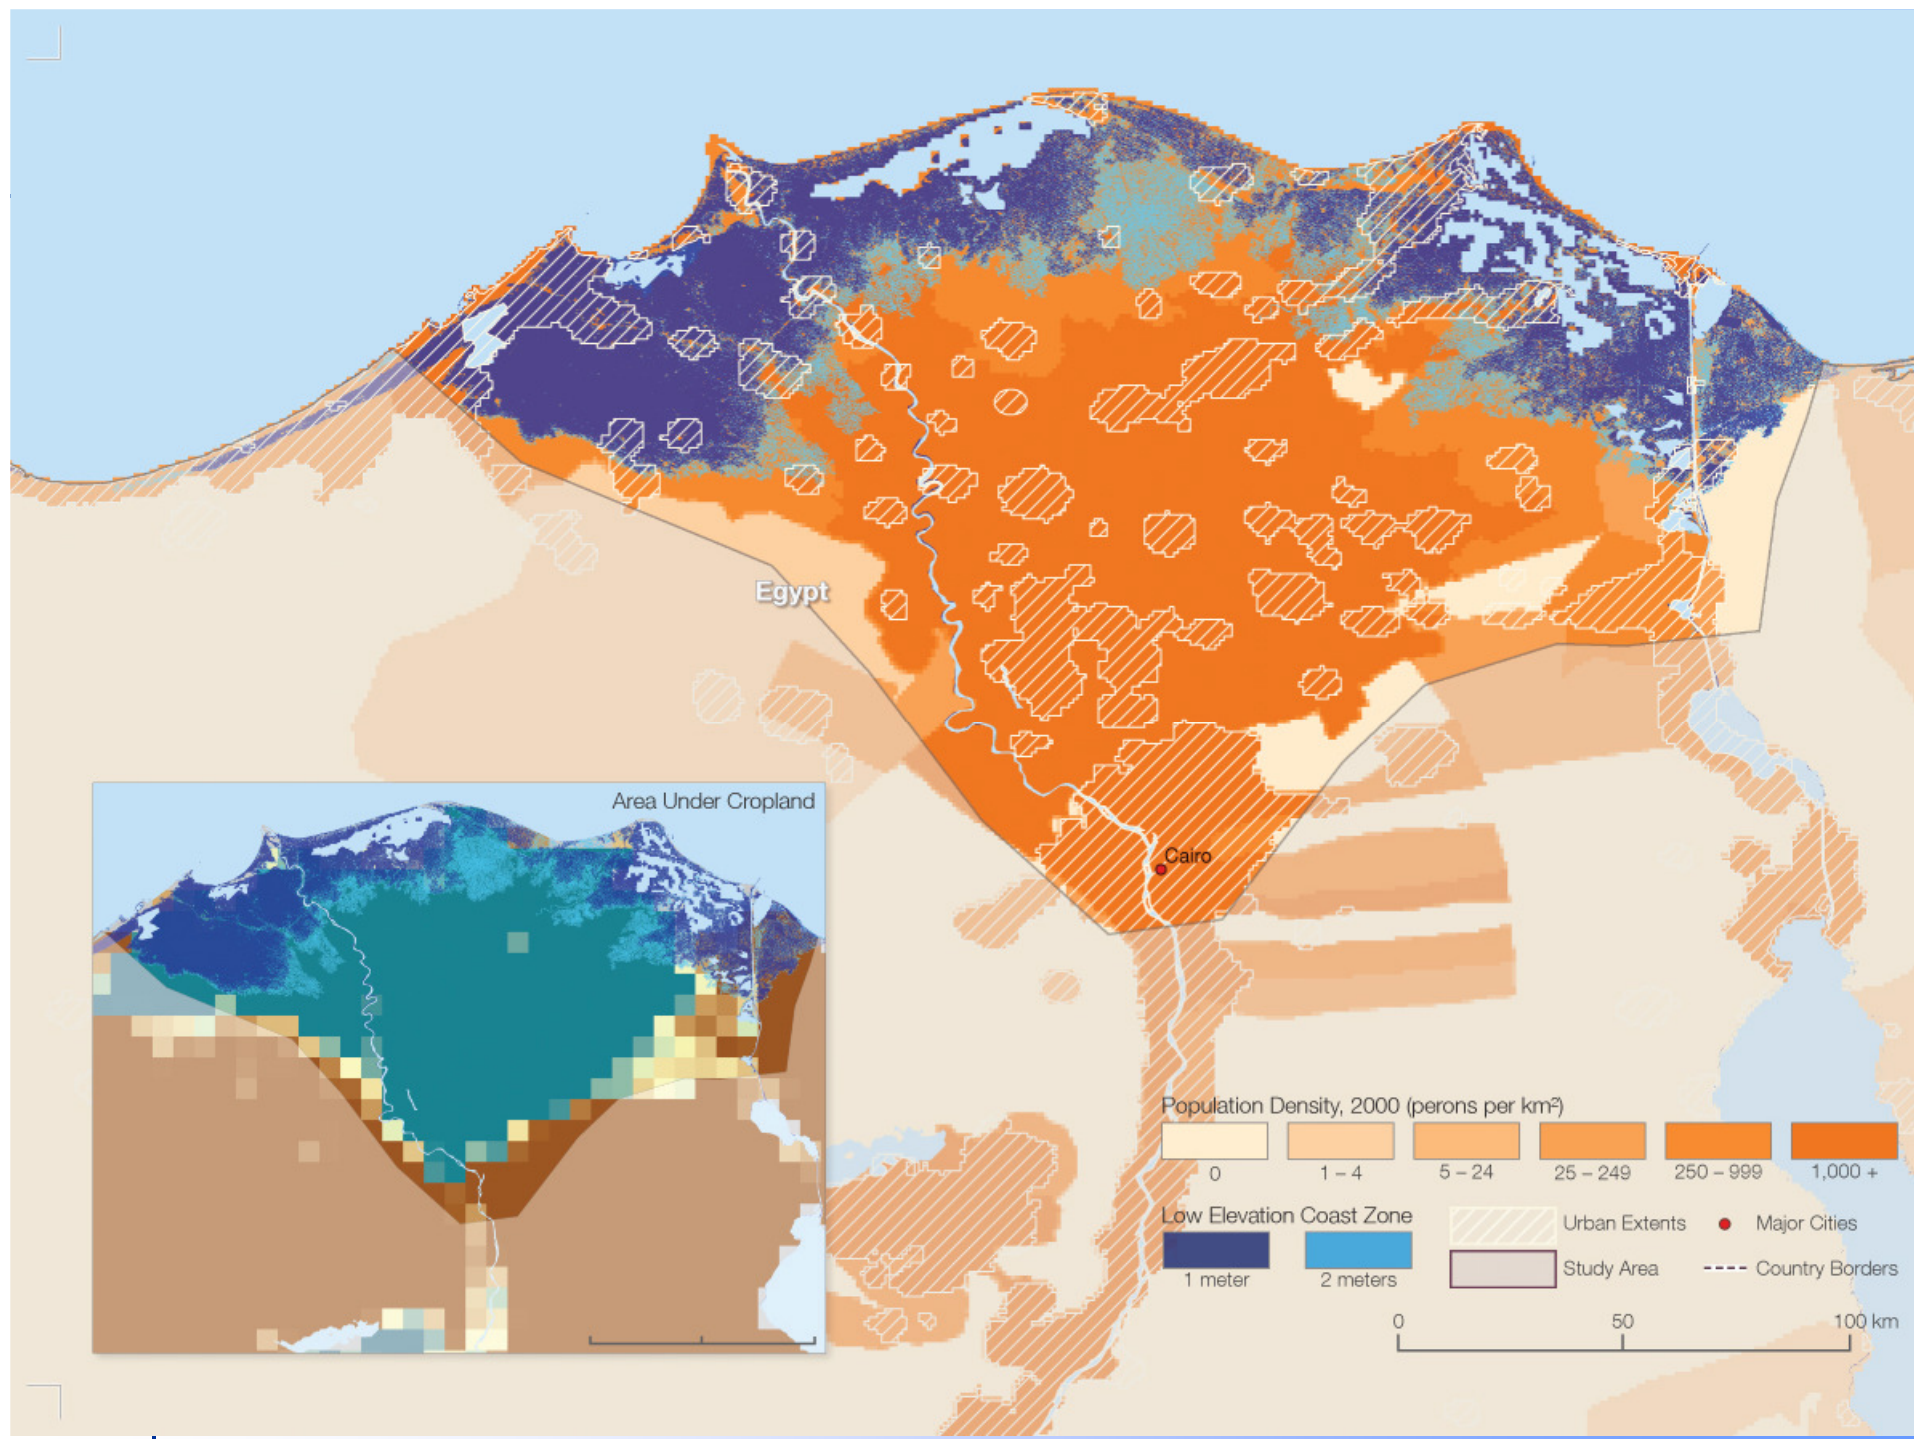 Egypt
Area Under Cropland
Cairo
Population Density, 2000 (perons per km²)
0
1 – 4
5 – 24
25 – 249
250 – 999
1,000 +
Low Elevation Coast Zone
1 meter
2 meters
Urban Extents
Major Cities
Study Area
Country Borders
0
50
100 km